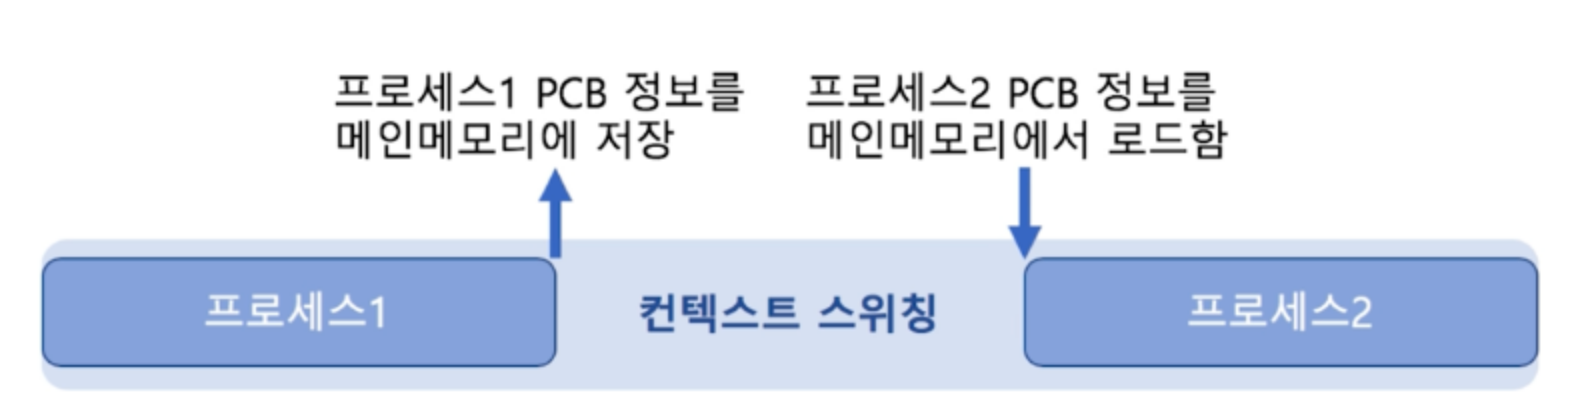 프로세스1 PCB 정보를
메인메모리에 저장
프로세스2 PCB 정보를
메인메모리에서 로드함
프로세스1
컨텍스트 스위칭
프로세스2